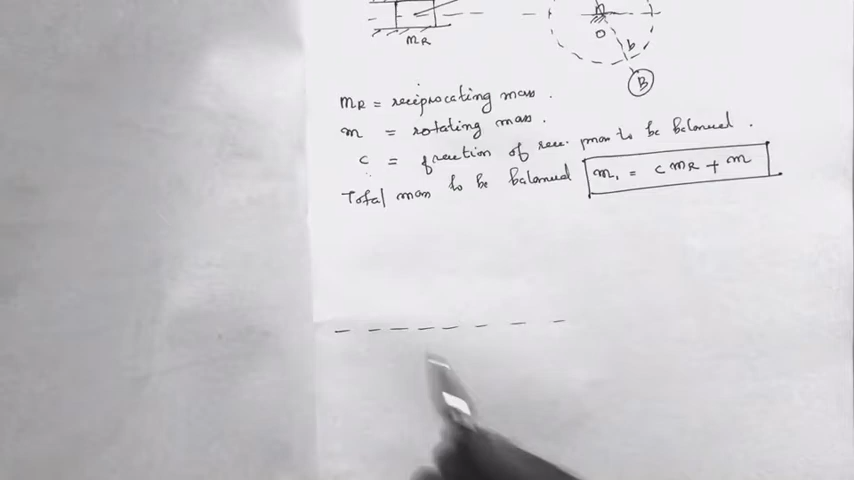 mR
O
b
B
mR = reciprocating mass.
m = rotating mass.
c = fraction of reci. mass to be balanced.
Total mass to be balanced m1 = c mR + m